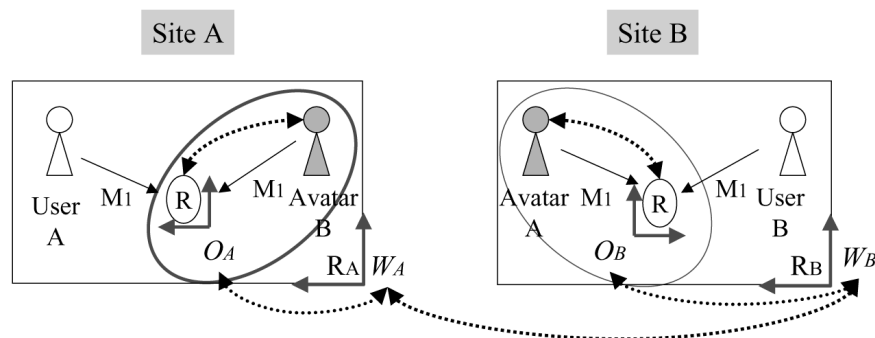 Site A
Site B
M1
R
M1
User
A
Avatar
B
OA
RA
WA
Avatar
A
M1
R
M1
User
B
OB
RB
WB